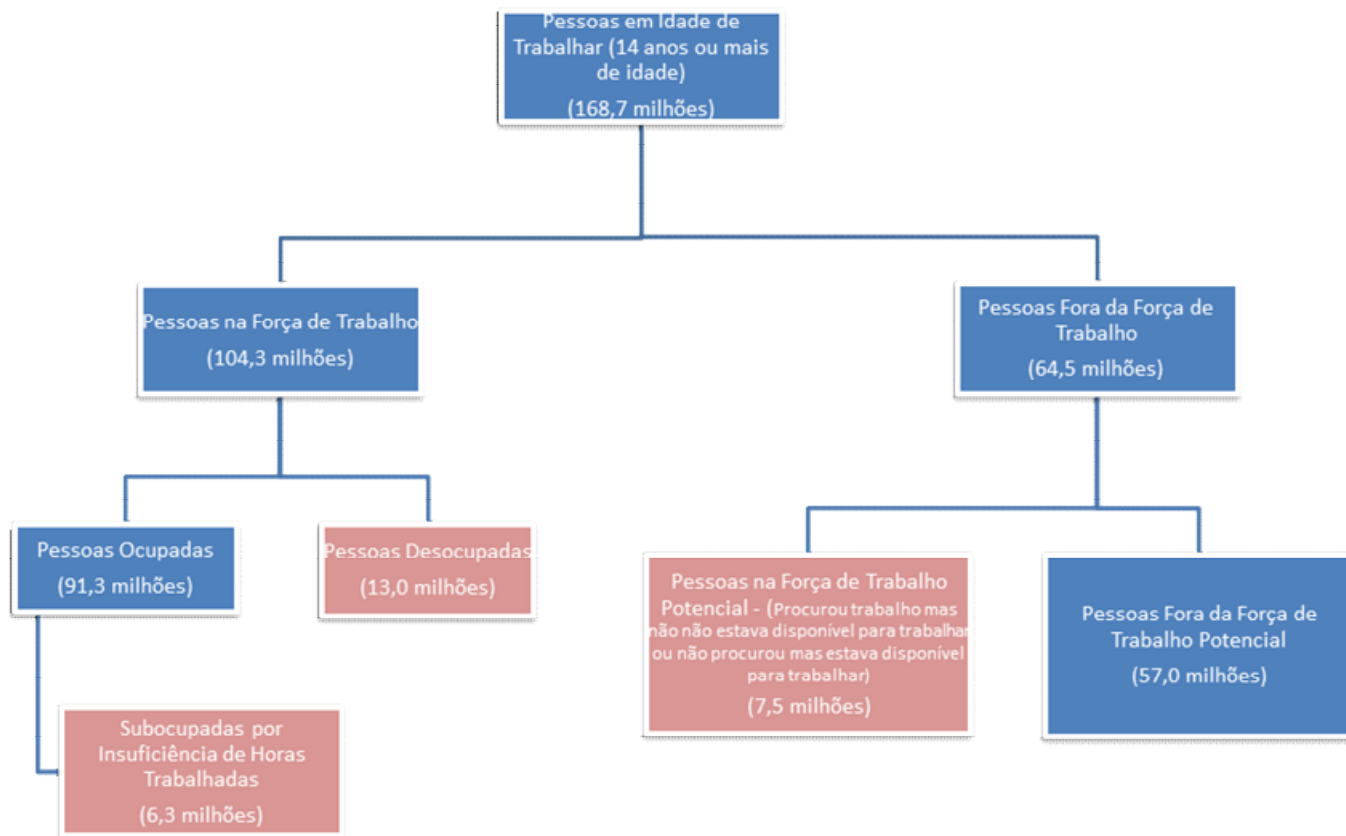 Pessoas em Idade de
Trabalhar (14 anos ou mais
de idade)
(168,7 milhões)
Pessoas na Força de Trabalho
(104,3 milhões)
Pessoas Fora da Força de
Trabalho
(64,5 milhões)
Pessoas Ocupadas
(91,3 milhões)
Pessoas Desocupadas
(13,0 milhões)
Pessoas na Força de Trabalho
Potencial - (Procurou trabalho mas
não não estava disponível para trabalhar
ou não procurou mas estava disponível
para trabalhar)
(7,5 milhões)
Pessoas Fora da Força de
Trabalho Potencial
(57,0 milhões)
Subocupadas por
Insuficiência de Horas
Trabalhadas
(6,3 milhões)